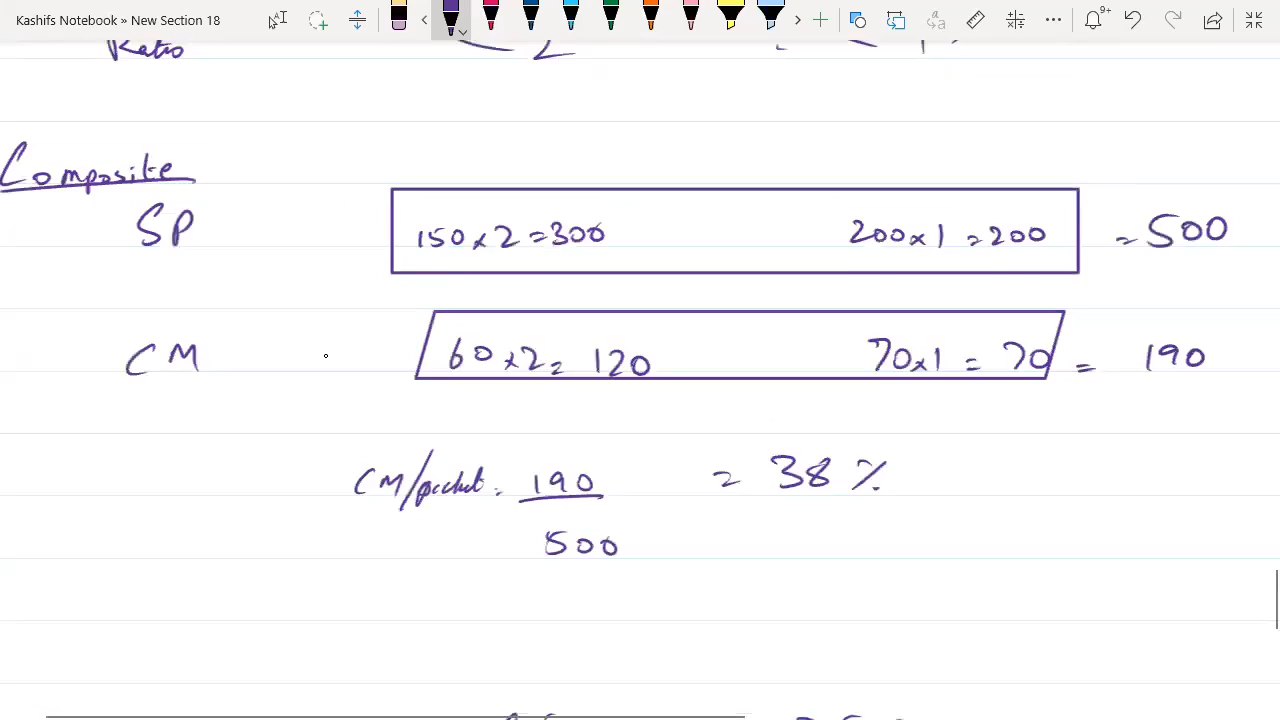 Kashifs Notebook » New Section 18
9+
Ratio
Composite
SP 150 x 2 = 300 200 x 1 = 200 = 500
CM 60 x 2 = 120 70 x 1 = 70 = 190
CM/packet = 190 = 38 %
500